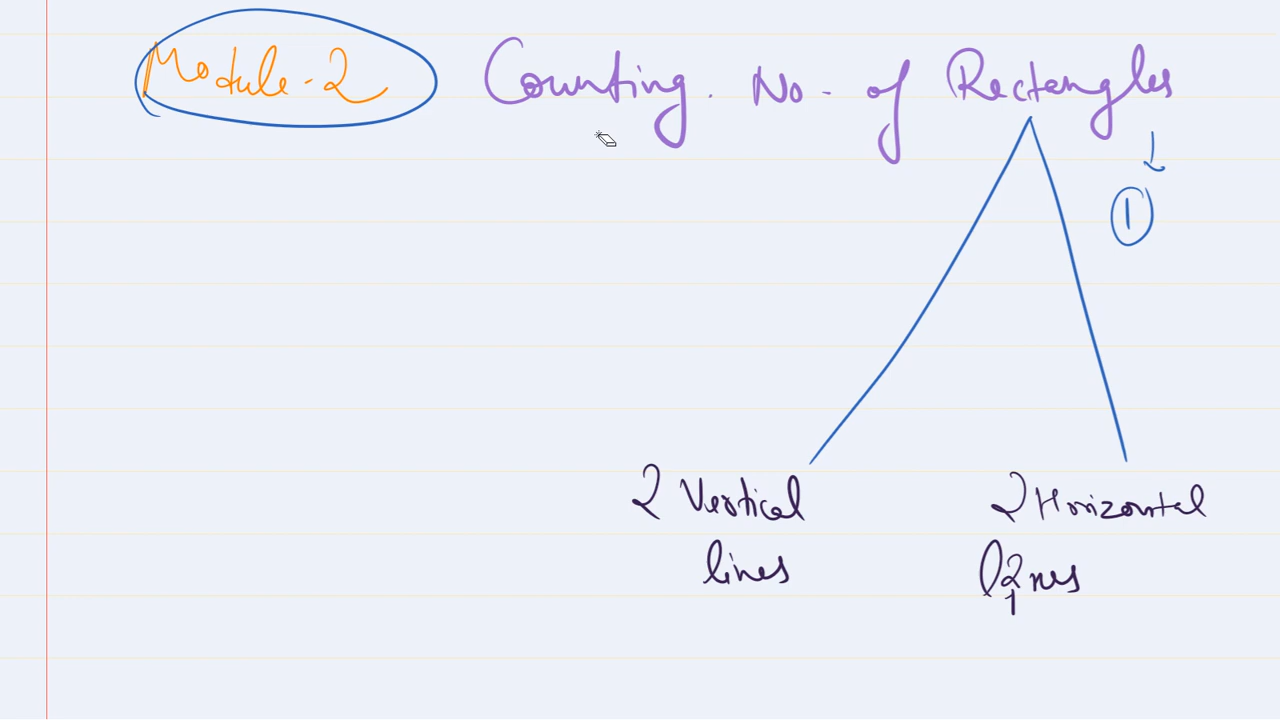 Module-2 Counting. No - of Rectangles
1
2 Vertical 2 Horizontal
lines lines